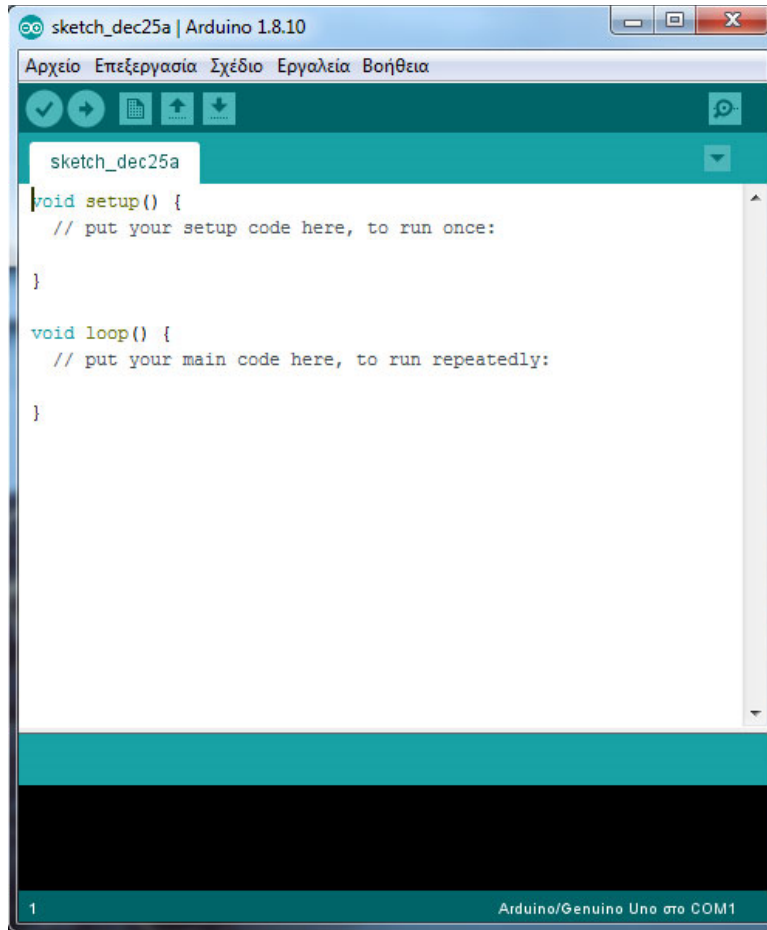 sketch_dec25a | Arduino 1.8.10
Αρχείο Επεξεργασία Σχέδιο Εργαλεία Βοήθεια
sketch_dec25a
void setup() {
  // put your setup code here, to run once:
}
void loop() {
  // put your main code here, to run repeatedly:
}
1 Arduino/Genuino Uno στο COM1